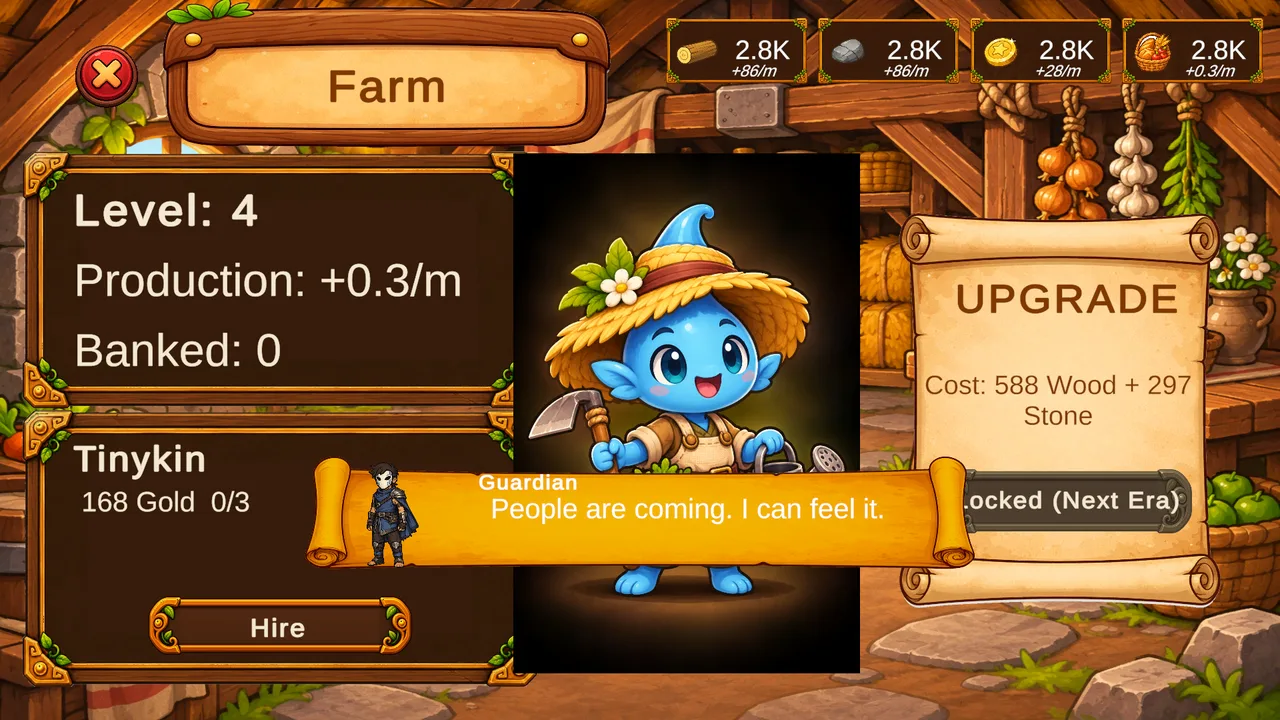 Farm
2.8K
+86/m
2.8K
+86/m
2.8K
+28/m
2.8K
+0.3/m
Level: 4
Production: +0.3/m
Banked: 0
Tinykin
168 Gold 0/3
Hire
Guardian
People are coming. I can feel it.
UPGRADE
Cost: 588 Wood + 297
Stone
ocked (Next Era)